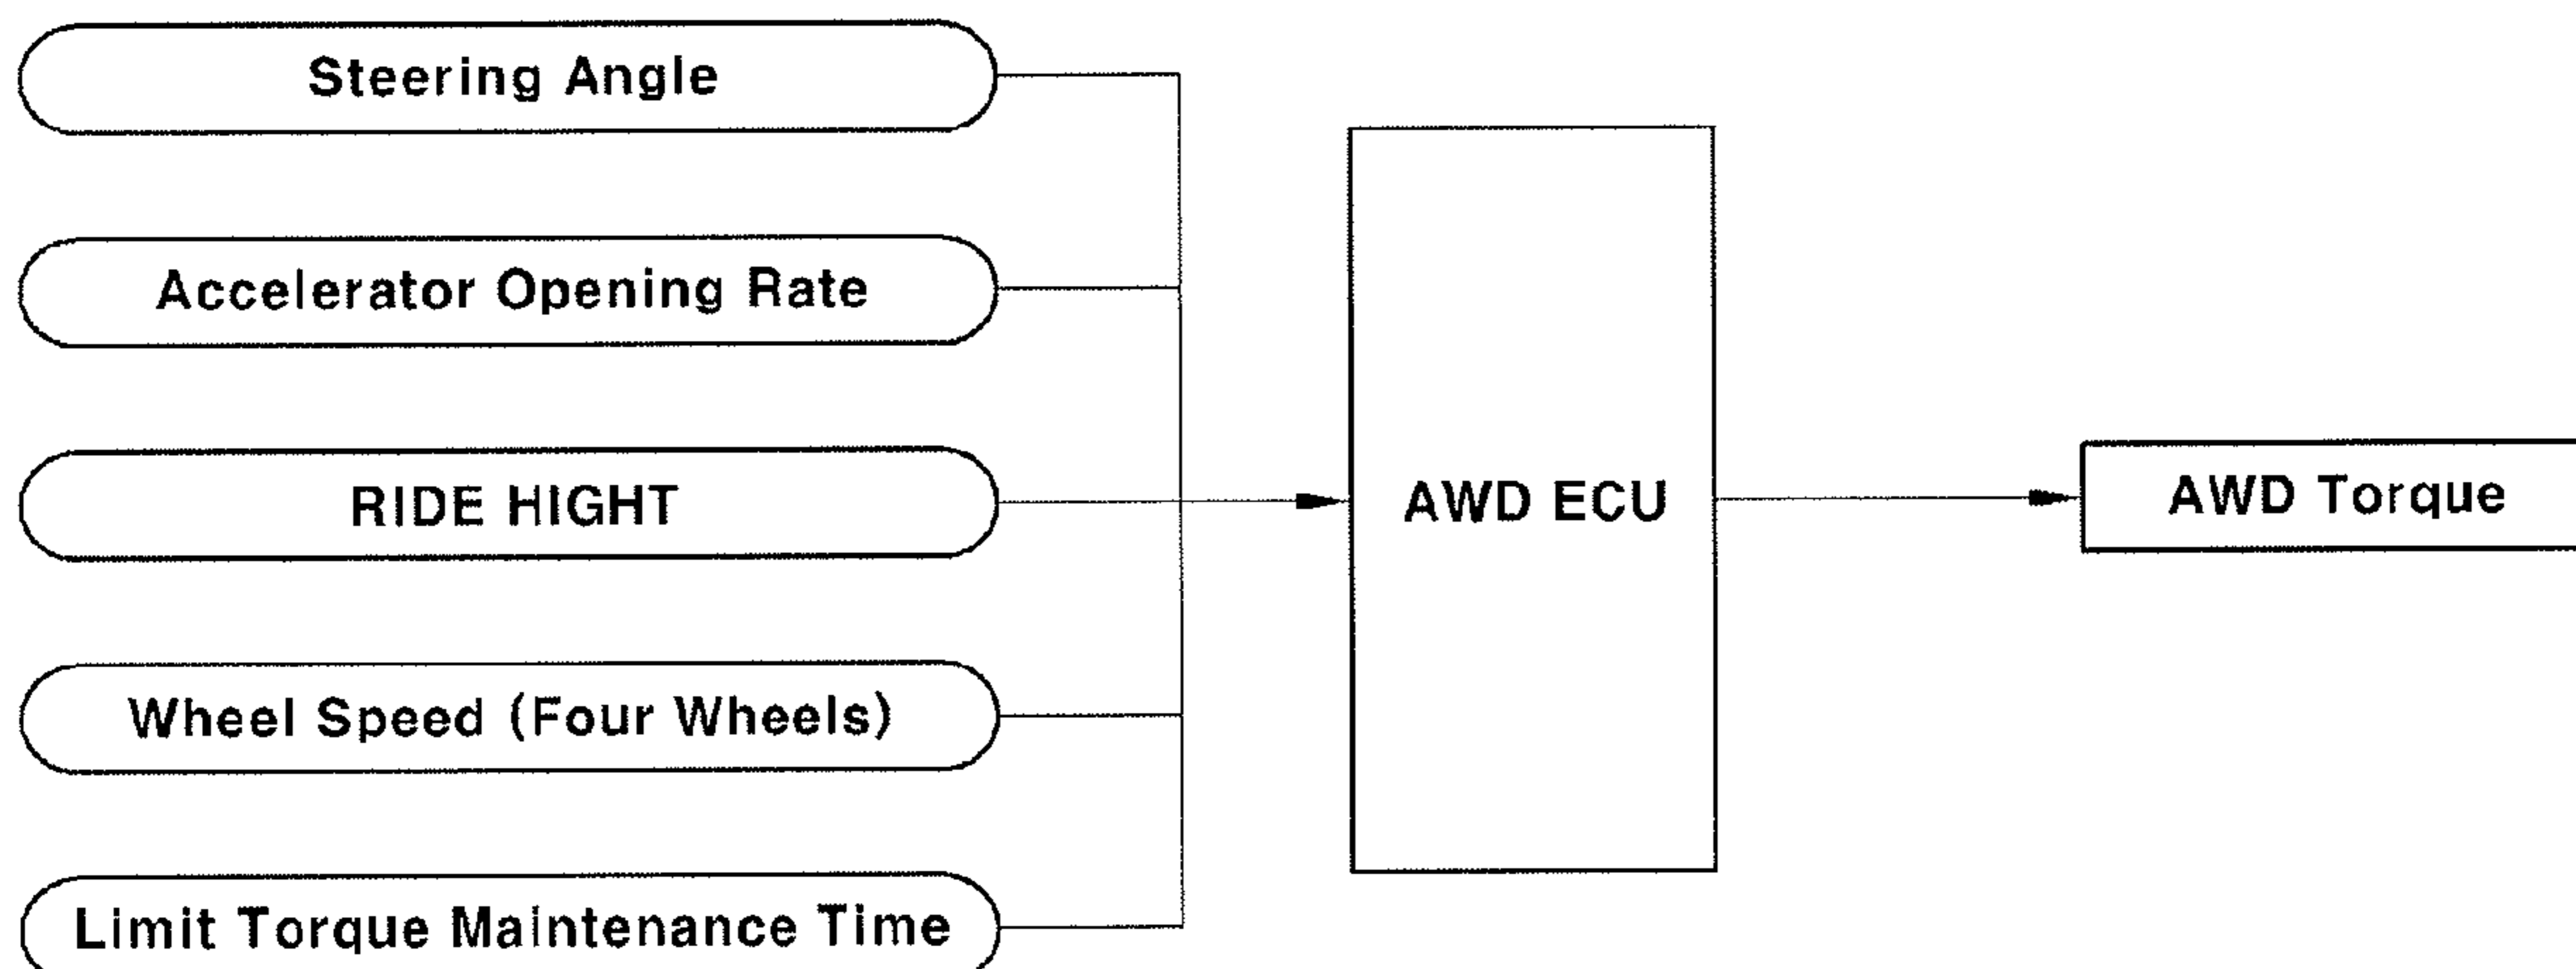 Steering Angle
Accelerator Opening Rate
RIDE HIGHT
AWD ECU
AWD Torque
Wheel Speed (Four Wheels)
Limit Torque Maintenance Time